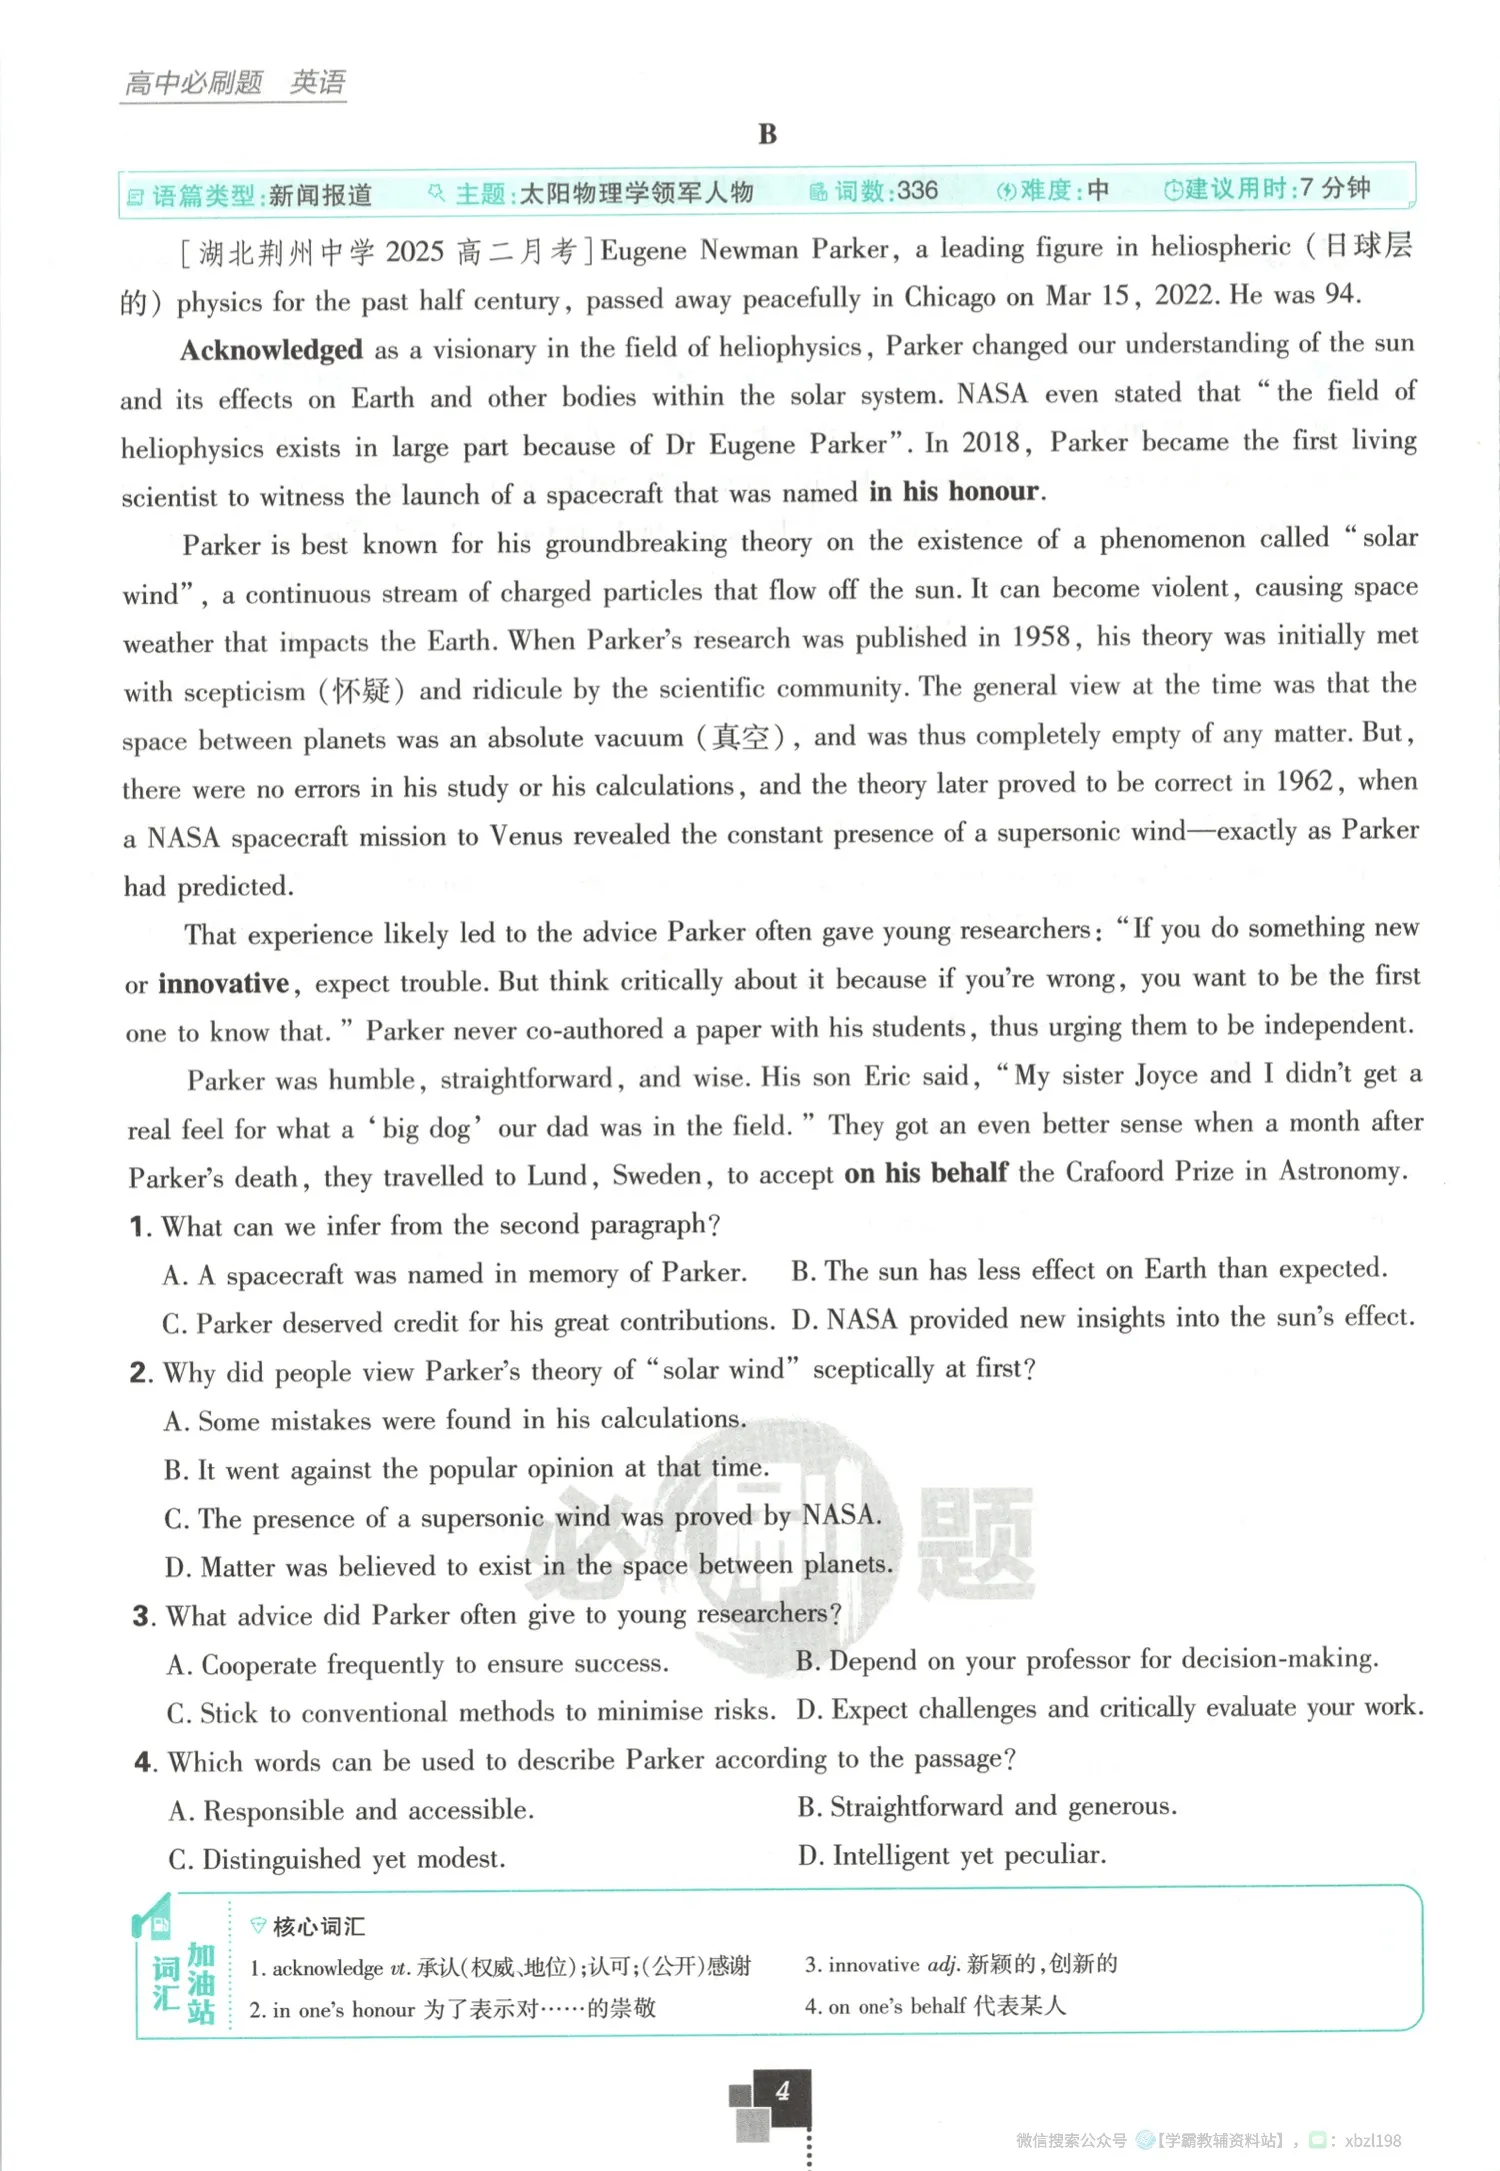 高中必刷题 英语
B
语篇类型:新闻报道 主题:太阳物理学领军人物 词数:336 难度:中 建议用时:7 分钟
[湖北荆州中学 2025 高二月考]Eugene Newman Parker, a leading figure in heliospheric (日球层
的) physics for the past half century, passed away peacefully in Chicago on Mar 15, 2022. He was 94.
Acknowledged as a visionary in the field of heliophysics, Parker changed our understanding of the sun
and its effects on Earth and other bodies within the solar system. NASA even stated that “the field of
heliophysics exists in large part because of Dr Eugene Parker”. In 2018, Parker became the first living
scientist to witness the launch of a spacecraft that was named in his honour.
Parker is best known for his groundbreaking theory on the existence of a phenomenon called “solar
wind”, a continuous stream of charged particles that flow off the sun. It can become violent, causing space
weather that impacts the Earth. When Parker’s research was published in 1958, his theory was initially met
with scepticism (怀疑) and ridicule by the scientific community. The general view at the time was that the
space between planets was an absolute vacuum (真空), and was thus completely empty of any matter. But,
there were no errors in his study or his calculations, and the theory later proved to be correct in 1962, when
a NASA spacecraft mission to Venus revealed the constant presence of a supersonic wind—exactly as Parker
had predicted.
That experience likely led to the advice Parker often gave young researchers: “If you do something new
or innovative, expect trouble. But think critically about it because if you’re wrong, you want to be the first
one to know that. ” Parker never co-authored a paper with his students, thus urging them to be independent.
Parker was humble, straightforward, and wise. His son Eric said, “My sister Joyce and I didn’t get a
real feel for what a ‘big dog’ our dad was in the field. ” They got an even better sense when a month after
Parker’s death, they travelled to Lund, Sweden, to accept on his behalf the Crafoord Prize in Astronomy.
1. What can we infer from the second paragraph?
A. A spacecraft was named in memory of Parker. B. The sun has less effect on Earth than expected.
C. Parker deserved credit for his great contributions. D. NASA provided new insights into the sun’s effect.
2. Why did people view Parker’s theory of “solar wind” sceptically at first?
A. Some mistakes were found in his calculations.
B. It went against the popular opinion at that time.
C. The presence of a supersonic wind was proved by NASA.
D. Matter was believed to exist in the space between planets.
3. What advice did Parker often give to young researchers?
A. Cooperate frequently to ensure success. B. Depend on your professor for decision-making.
C. Stick to conventional methods to minimise risks. D. Expect challenges and critically evaluate your work.
4. Which words can be used to describe Parker according to the passage?
A. Responsible and accessible. B. Straightforward and generous.
C. Distinguished yet modest. D. Intelligent yet peculiar.
必刷题
词汇加油站
核心词汇
1. acknowledge vt. 承认(权威、地位);认可;(公开)感谢 3. innovative adj. 新颖的,创新的
2. in one’s honour 为了表示对……的崇敬 4. on one’s behalf 代表某人
4
微信搜索公众号 【学霸教辅资料站】, : xbzl198